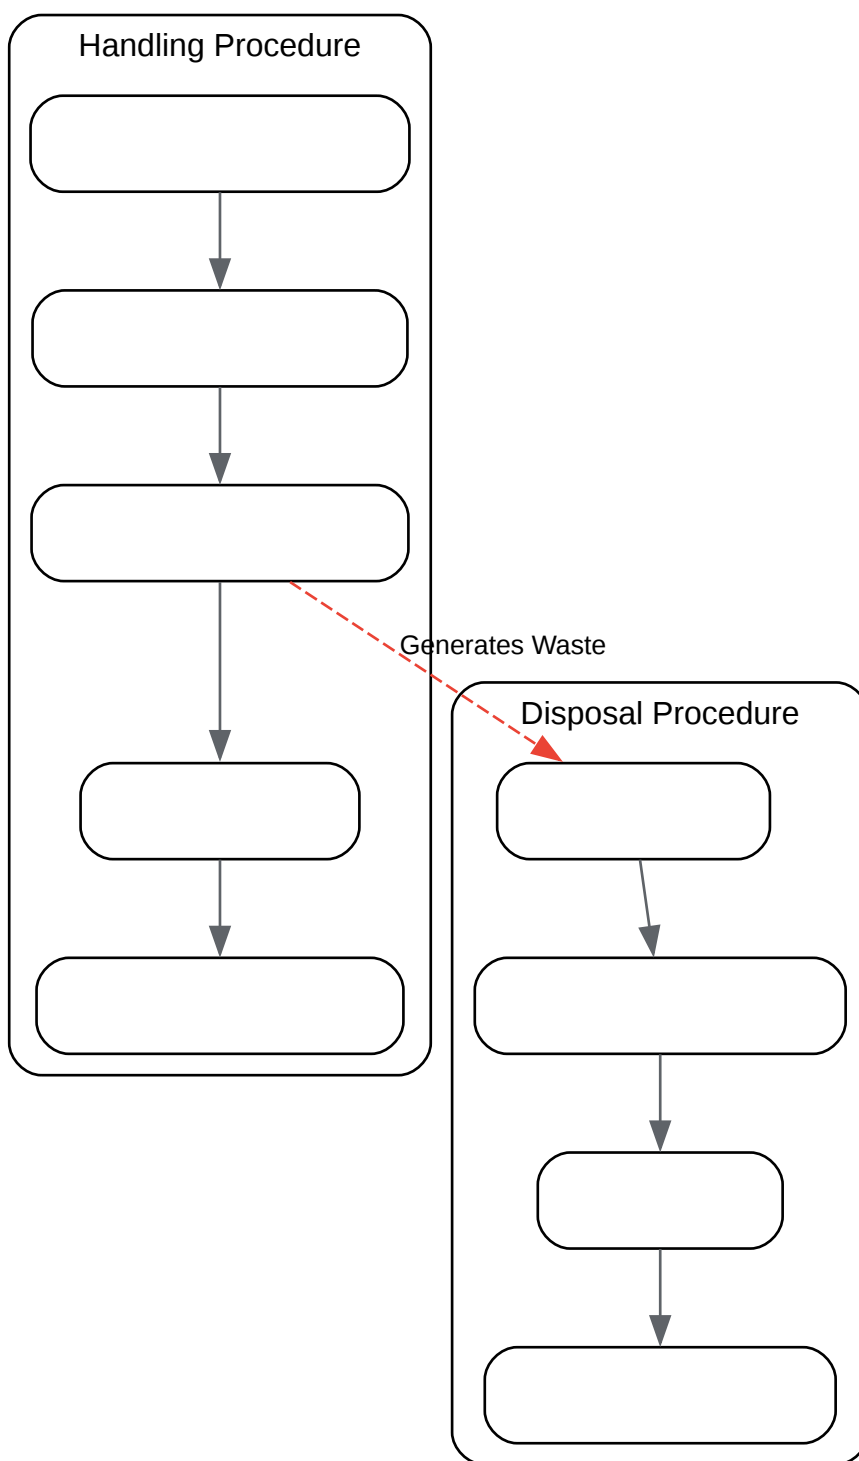 Handling Procedure
Generates Waste
Disposal Procedure